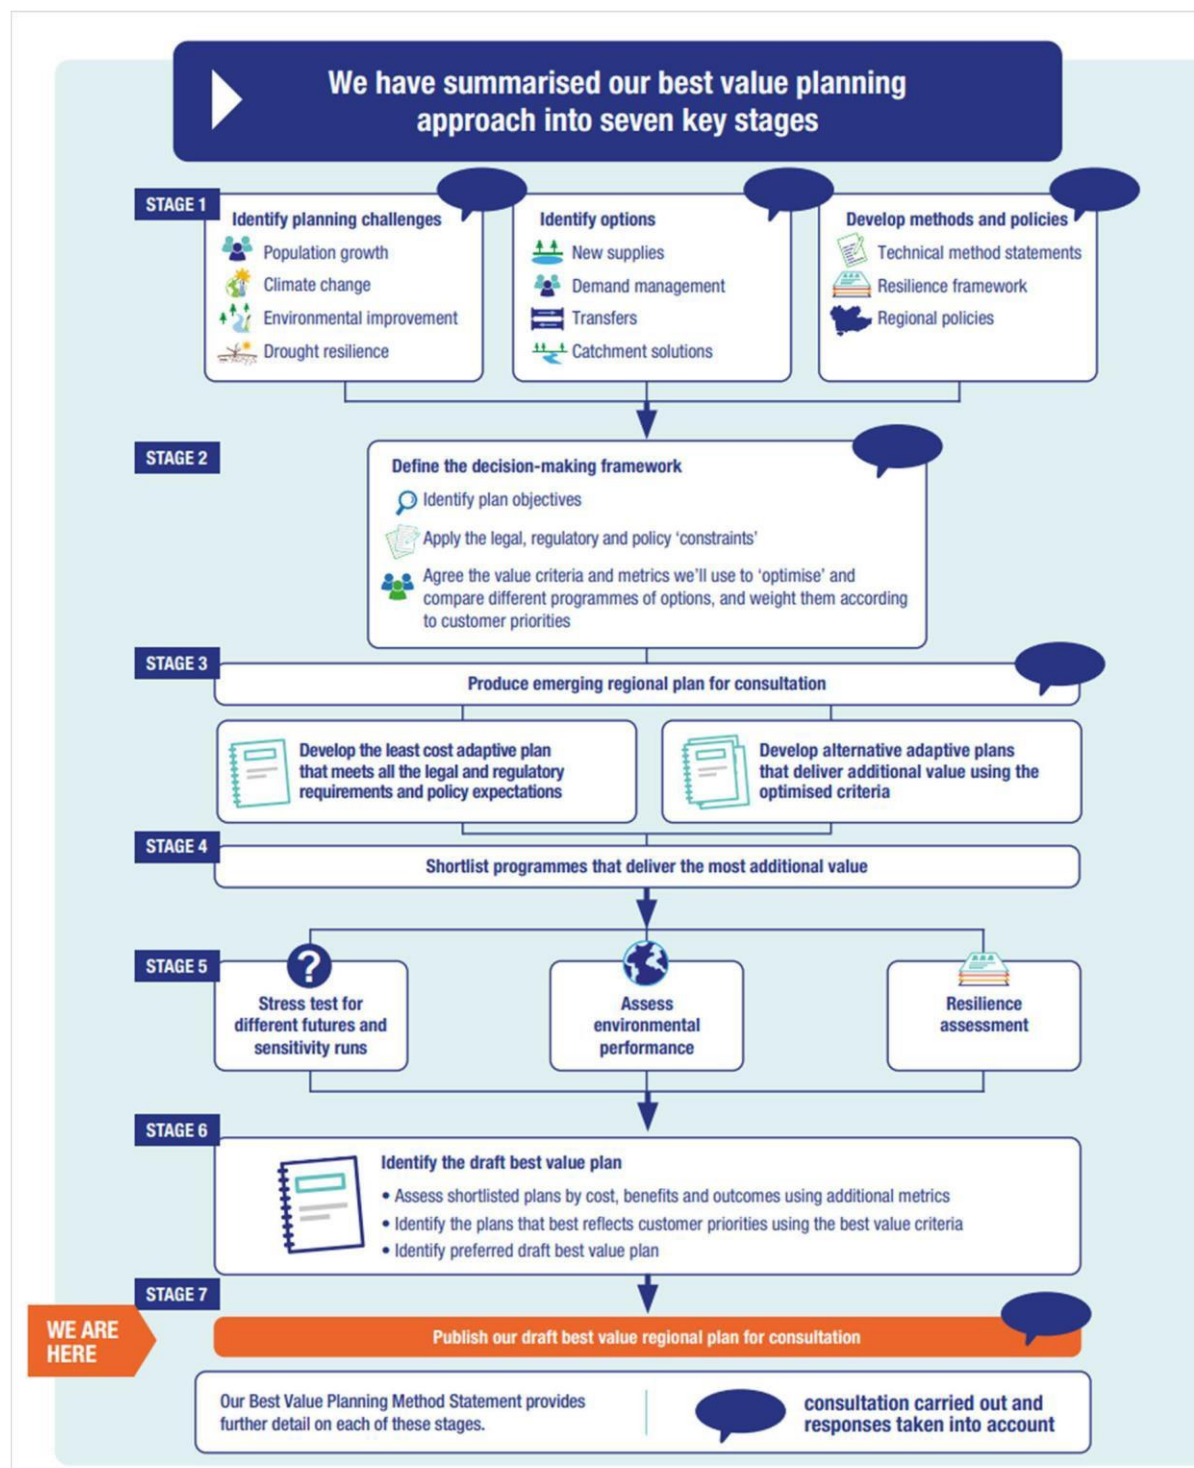 We have summarised our best value planning
approach into seven key stages
STAGE 1
Identify planning challenges
Population growth
Climate change
Environmental improvement
Drought resilience
Identify options
New supplies
Demand management
Transfers
Catchment solutions
Develop methods and policies
Technical method statements
Resilience framework
Regional policies
STAGE 2
Define the decision-making framework
Identify plan objectives
Apply the legal, regulatory and policy ‘constraints’
Agree the value criteria and metrics we’ll use to ‘optimise’ and
compare different programmes of options, and weight them according
to customer priorities
STAGE 3
Produce emerging regional plan for consultation
Develop the least cost adaptive plan
that meets all the legal and regulatory
requirements and policy expectations
Develop alternative adaptive plans
that deliver additional value using the
optimised criteria
STAGE 4
Shortlist programmes that deliver the most additional value
STAGE 5
?
Stress test for
different futures and
sensitivity runs
Assess
environmental
performance
Resilience
assessment
STAGE 6
Identify the draft best value plan
• Assess shortlisted plans by cost, benefits and outcomes using additional metrics
• Identify the plans that best reflects customer priorities using the best value criteria
• Identify preferred draft best value plan
STAGE 7
WE ARE
HERE
Publish our draft best value regional plan for consultation
Our Best Value Planning Method Statement provides
further detail on each of these stages.
consultation carried out and
responses taken into account